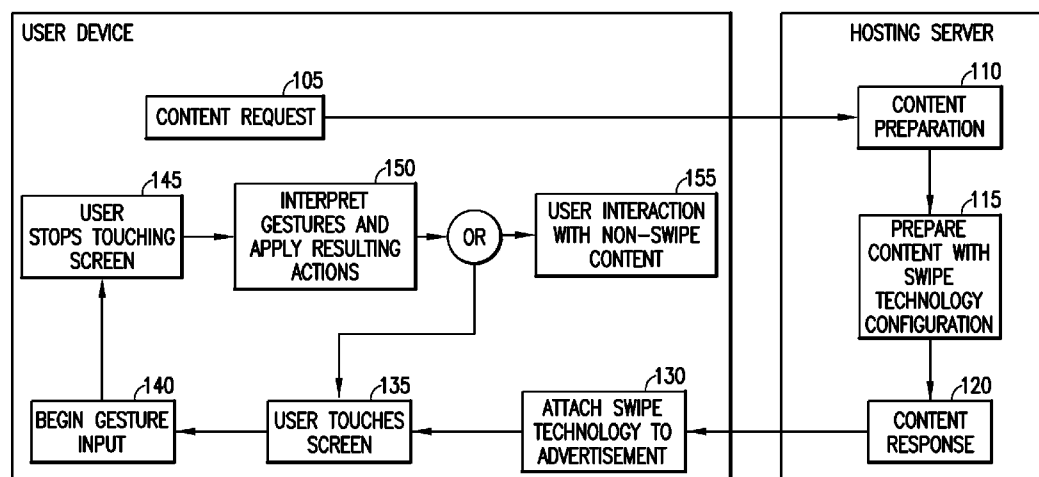 USER DEVICE
HOSTING SERVER
105
CONTENT REQUEST
110
CONTENT
PREPARATION
145
USER
STOPS TOUCHING
SCREEN
150
INTERPRET
GESTURES AND
APPLY RESULTING
ACTIONS
OR
155
USER INTERACTION
WITH NON-SWIPE
CONTENT
115
PREPARE
CONTENT WITH
SWIPE
TECHNOLOGY
CONFIGURATION
140
BEGIN GESTURE
INPUT
135
USER TOUCHES
SCREEN
130
ATTACH SWIPE
TECHNOLOGY TO
ADVERTISEMENT
120
CONTENT
RESPONSE